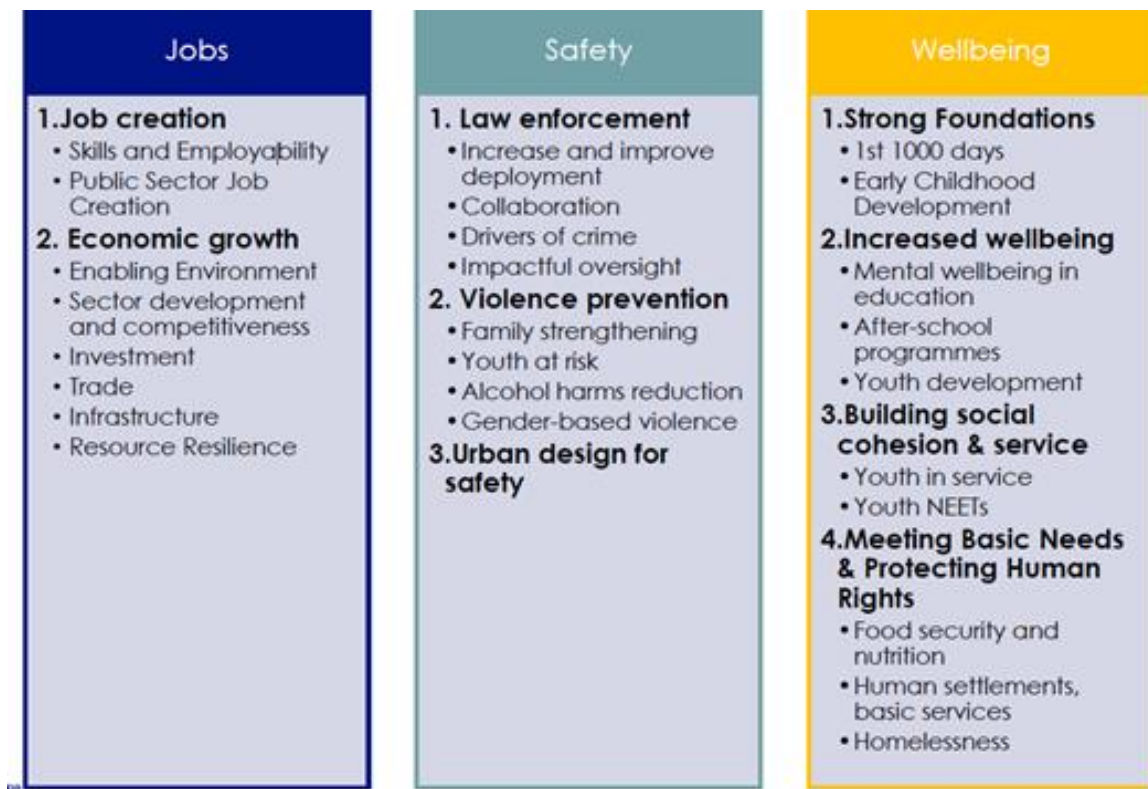 Jobs
1.Job creation
• Skills and Employability
• Public Sector Job
Creation
2. Economic growth
• Enabling Environment
• Sector development
and competitiveness
• Investment
• Trade
• Infrastructure
• Resource Resilience
Safety
1. Law enforcement
• Increase and improve
deployment
• Collaboration
• Drivers of crime
• Impactful oversight
2. Violence prevention
• Family strengthening
• Youth at risk
• Alcohol harms reduction
• Gender-based violence
3.Urban design for
safety
Wellbeing
1.Strong Foundations
• 1st 1000 days
• Early Childhood
Development
2.Increased wellbeing
• Mental wellbeing in
education
• After-school
programmes
• Youth development
3.Building social
cohesion & service
• Youth in service
• Youth NEETs
4.Meeting Basic Needs
& Protecting Human
Rights
• Food security and
nutrition
• Human settlements,
basic services
• Homelessness